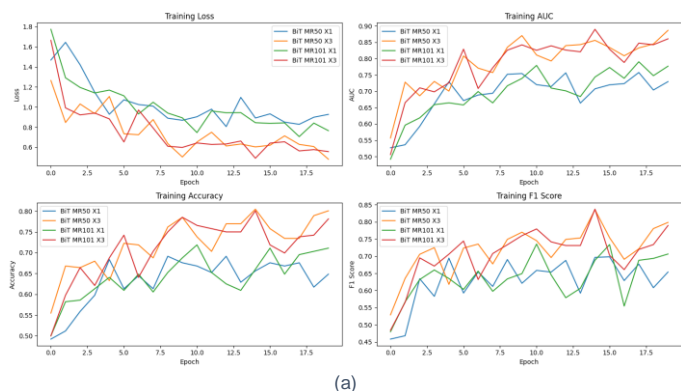 Training Loss
1.8
1.6
1.4
1.2
1.0
0.8
0.6
Loss
BiT MR50 X1
BiT MR50 X3
BiT MR101 X1
BiT MR101 X3
0.0 2.5 5.0 7.5 10.0 12.5 15.0 17.5
Epoch
Training AUC
0.90
0.85
0.80
0.75
0.70
0.65
0.60
0.55
0.50
AUC
BiT MR50 X1
BiT MR50 X3
BiT MR101 X1
BiT MR101 X3
0.0 2.5 5.0 7.5 10.0 12.5 15.0 17.5
Epoch
Training Accuracy
0.80
0.75
0.70
0.65
0.60
0.55
0.50
Accuracy
BiT MR50 X1
BiT MR50 X3
BiT MR101 X1
BiT MR101 X3
0.0 2.5 5.0 7.5 10.0 12.5 15.0 17.5
Epoch
Training F1 Score
0.85
0.80
0.75
0.70
0.65
0.60
0.55
0.50
0.45
F1 Score
BiT MR50 X1
BiT MR50 X3
BiT MR101 X1
BiT MR101 X3
0.0 2.5 5.0 7.5 10.0 12.5 15.0 17.5
Epoch
(a)